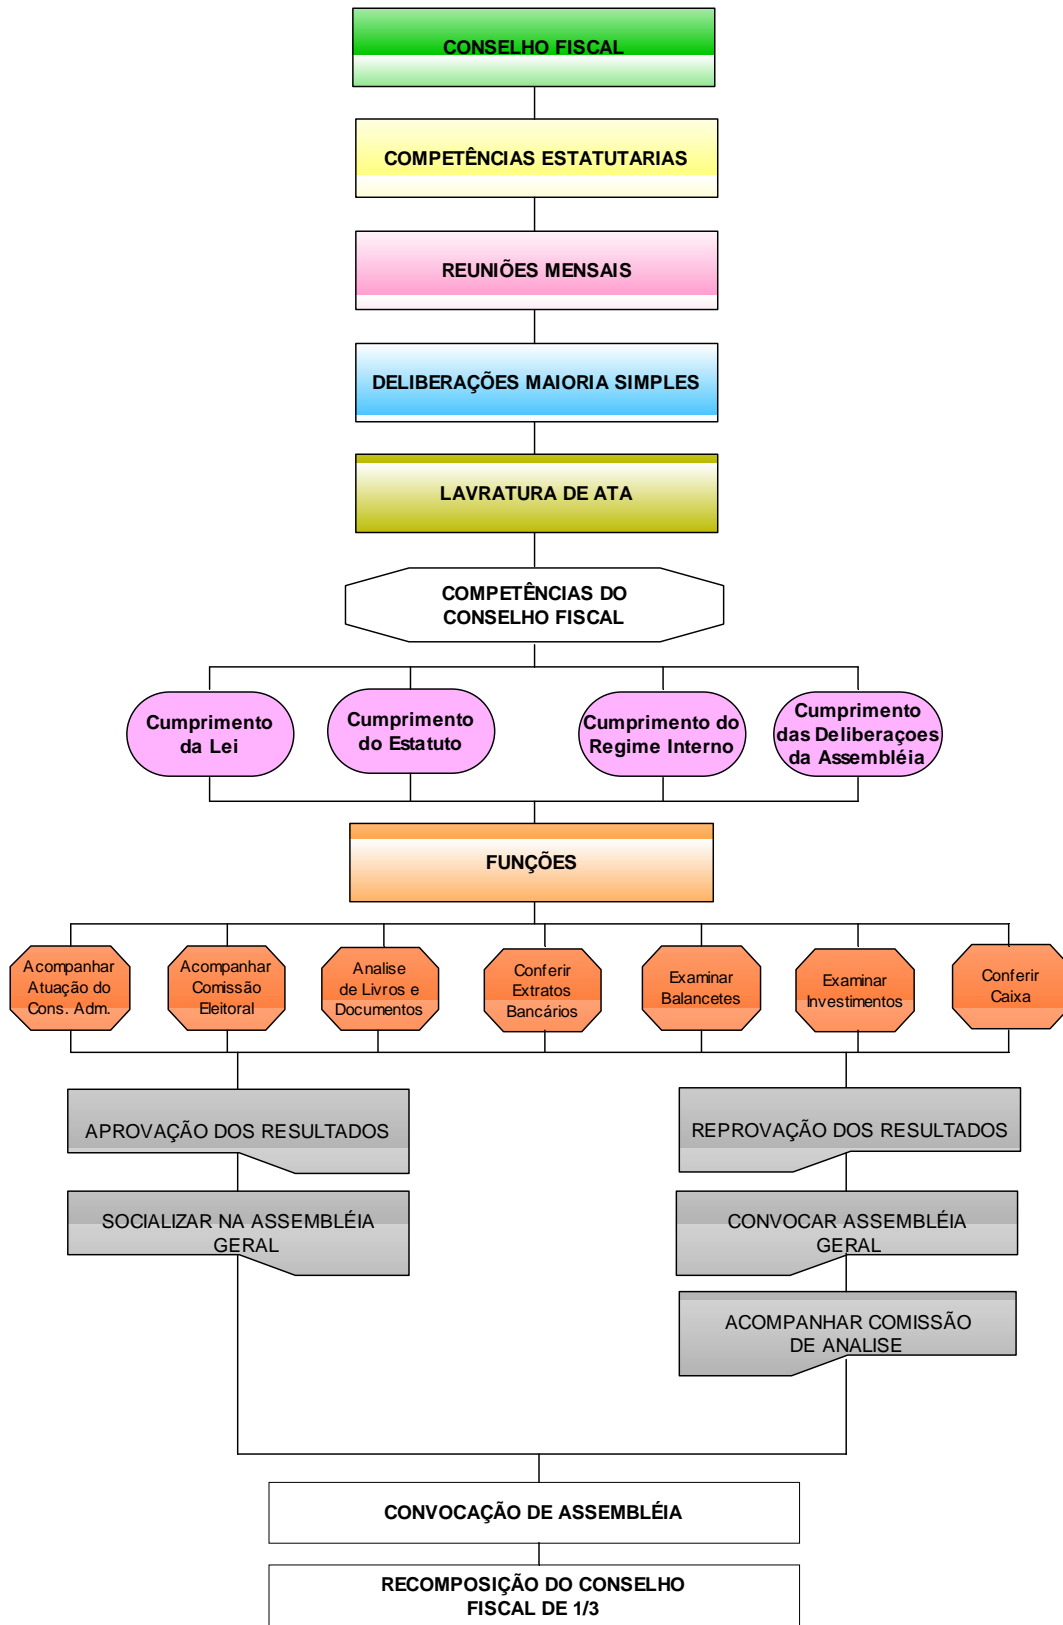 CONSELHO FISCAL
COMPETÊNCIAS ESTATUTARIAS
REUNIÕES MENSAIS
DELIBERAÇÕES MAIORIA SIMPLES
LAVRATURA DE ATA
COMPETÊNCIAS DO
CONSELHO FISCAL
Cumprimento
da Lei
Cumprimento
do Estatuto
Cumprimento do
Regime Interno
Cumprimento
das Deliberaçoes
da Assembléia
FUNÇÕES
Acompanhar
Atuação do
Cons. Adm.
Acompanhar
Comissão
Eleitoral
Analise
de Livros e
Documentos
Conferir
Extratos
Bancários
Examinar
Balancetes
Examinar
Investimentos
Conferir
Caixa
APROVAÇÃO DOS RESULTADOS
REPROVAÇÃO DOS RESULTADOS
SOCIALIZAR NA ASSEMBLÉIA
GERAL
CONVOCAR ASSEMBLÉIA
GERAL
ACOMPANHAR COMISSÃO
DE ANALISE
CONVOCAÇÃO DE ASSEMBLÉIA
RECOMPOSIÇÃO DO CONSELHO
FISCAL DE 1/3